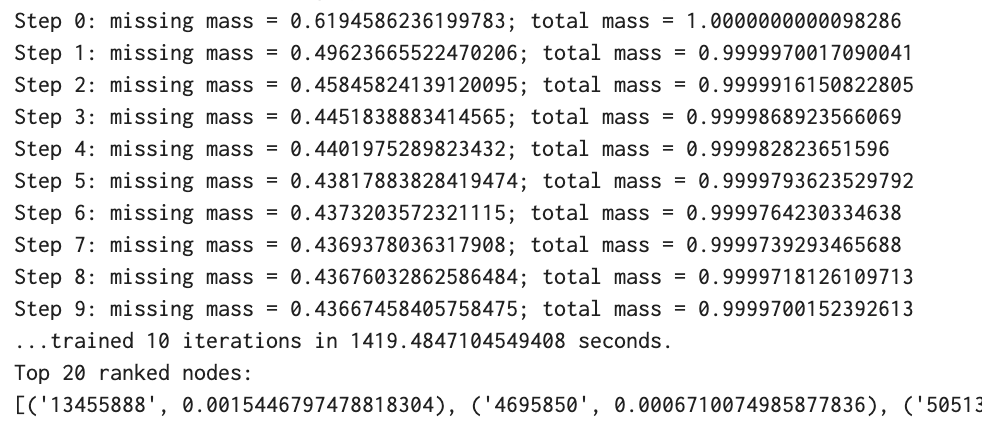 Step 0: missing mass = 0.6194586236199783; total mass = 1.0000000000098286
Step 1: missing mass = 0.49623665522470206; total mass = 0.9999970017090041
Step 2: missing mass = 0.45845824139120095; total mass = 0.9999916150822805
Step 3: missing mass = 0.4451838883414565; total mass = 0.9999868923566069
Step 4: missing mass = 0.4401975289823432; total mass = 0.999982823651596
Step 5: missing mass = 0.43817883828419474; total mass = 0.9999793623529792
Step 6: missing mass = 0.4373203572321115; total mass = 0.9999764230334638
Step 7: missing mass = 0.4369378036317908; total mass = 0.9999739293465688
Step 8: missing mass = 0.43676032862586484; total mass = 0.9999718126109713
Step 9: missing mass = 0.43667458405758475; total mass = 0.9999700152392613
...trained 10 iterations in 1419.4847104549408 seconds.
Top 20 ranked nodes:
[('13455888', 0.0015446797478818304), ('4695850', 0.0006710074985877836), ('50513